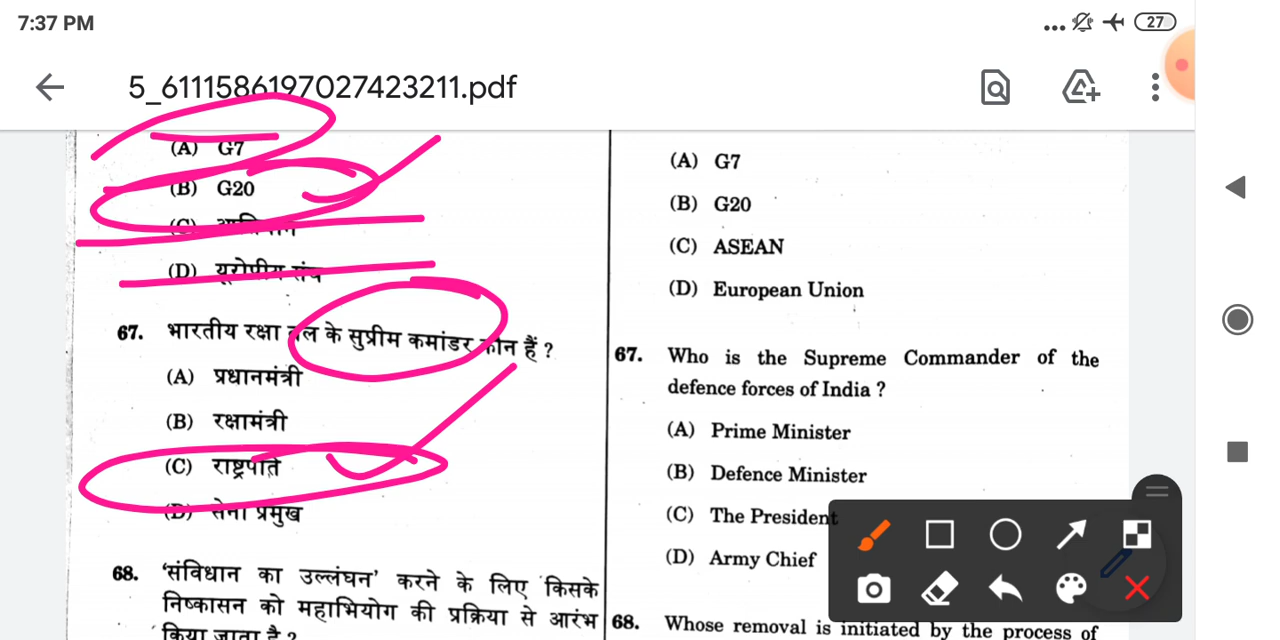 7:37 PM
27
5_6111586197027423211.pdf
(A) G7
(B) G20
(C)
(D) यूरोपीय संघ
67. भारतीय रक्षा के सुप्रीम कमांडर कौन हैं ?
(A) प्रधानमंत्री
(B) रक्षामंत्री
(C) राष्ट्रपति
(D) सेना प्रमुख
68. 'संविधान का उल्लंघन' करने के लिए किसके
निष्कासन को महाभियोग की प्रक्रिया से आरंभ
किया जाता है ?
(A) G7
(B) G20
(C) ASEAN
(D) European Union
67. Who is the Supreme Commander of the
defence forces of India ?
(A) Prime Minister
(B) Defence Minister
(C) The President
(D) Army Chief
68. Whose removal is initiated by the process of